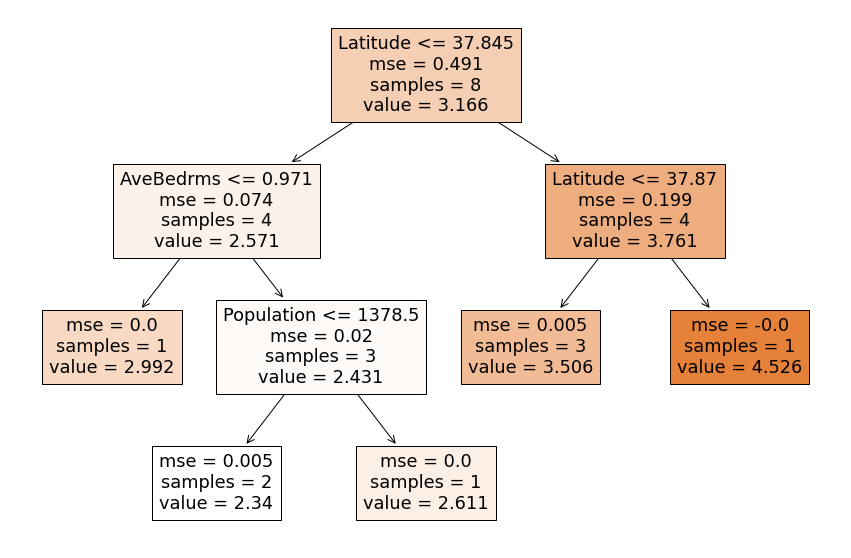 Latitude <= 37.845
mse = 0.491
samples = 8
value = 3.166
AveBedrms <= 0.971
mse = 0.074
samples = 4
value = 2.571
Latitude <= 37.87
mse = 0.199
samples = 4
value = 3.761
mse = 0.0
samples = 1
value = 2.992
Population <= 1378.5
mse = 0.02
samples = 3
value = 2.431
mse = 0.005
samples = 3
value = 3.506
mse = -0.0
samples = 1
value = 4.526
mse = 0.005
samples = 2
value = 2.34
mse = 0.0
samples = 1
value = 2.611